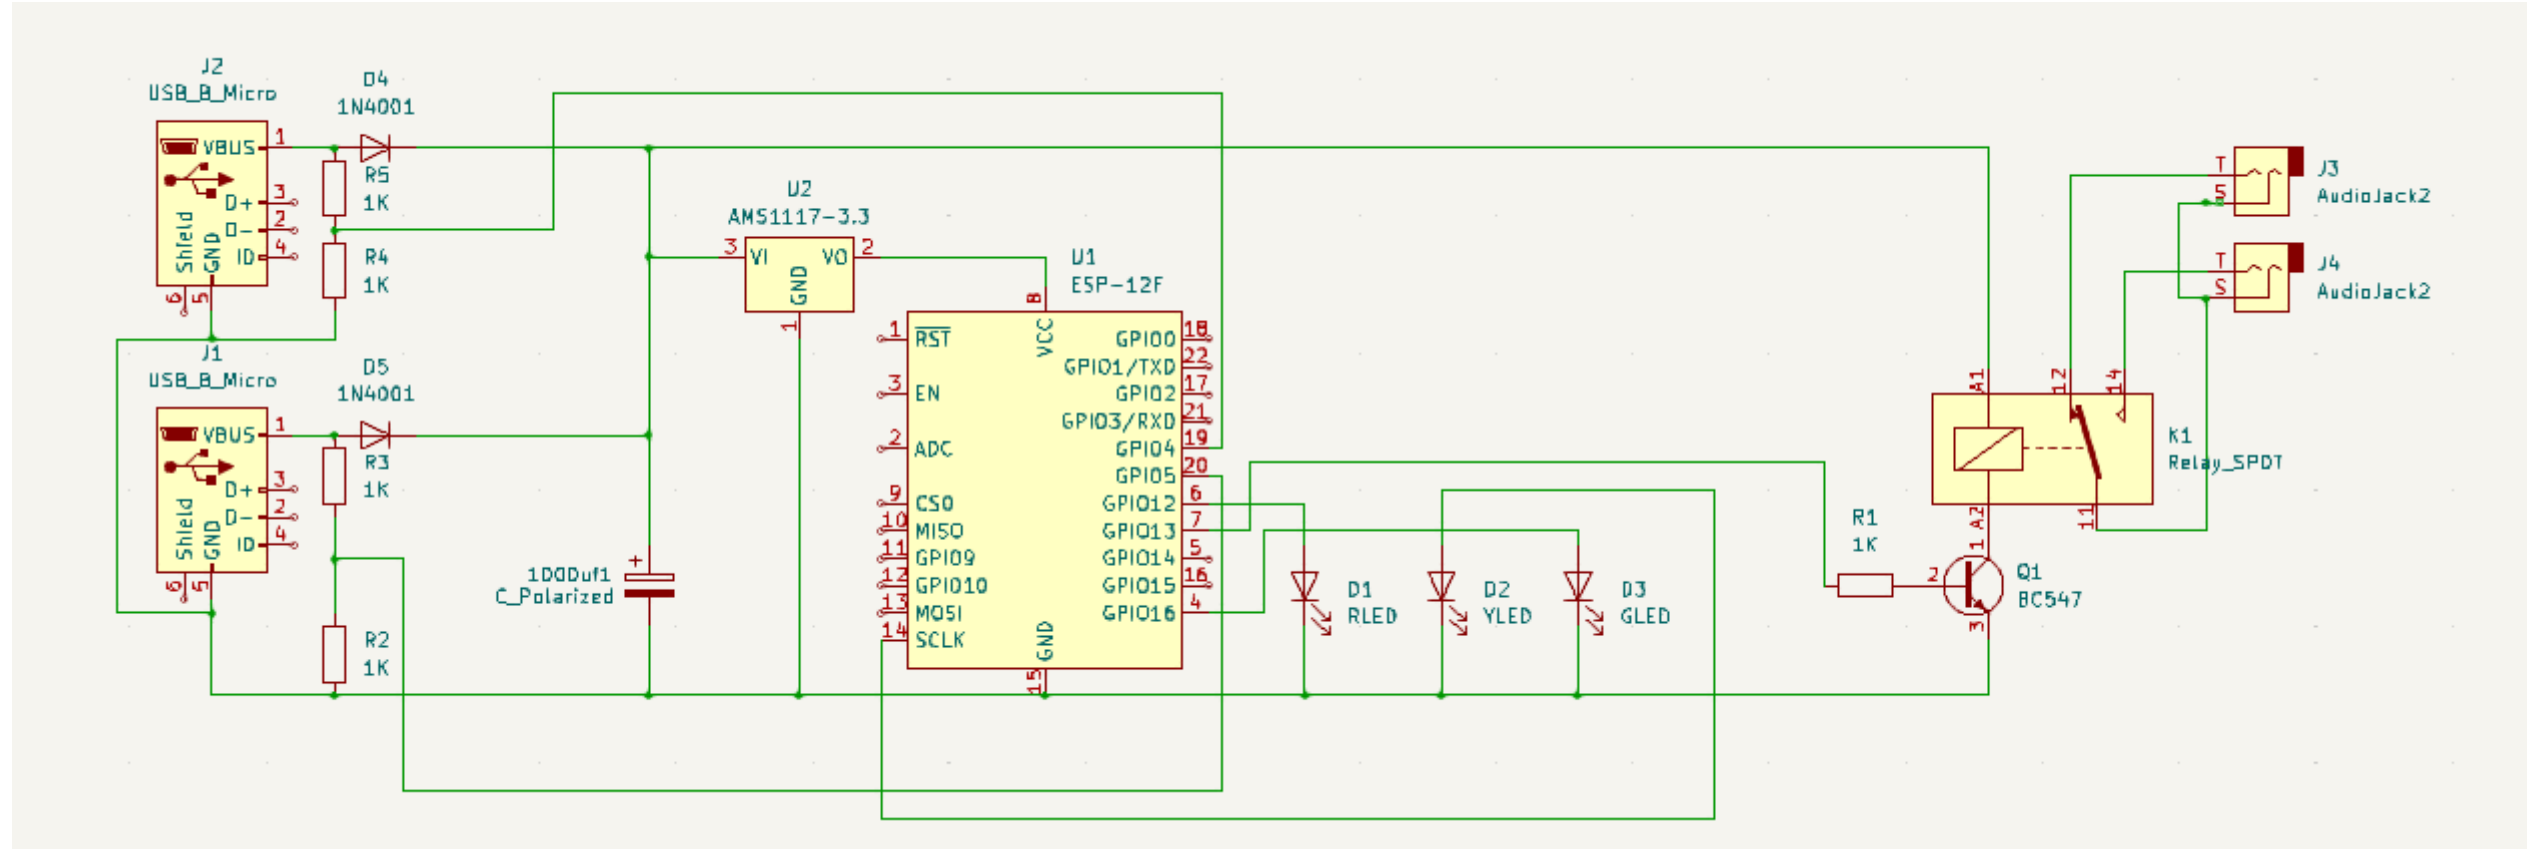 J2
USB_B_Micro
VBUS
1
D+
3
D-
2
ID
4
Shield
GND
6
5
D4
1N4001
R5
1K
R4
1K
J1
USB_B_Micro
VBUS
1
D+
3
D-
2
ID
4
Shield
GND
6
5
D5
1N4001
R3
1K
R2
1K
+
100Duf1
C_Polarized
U2
AMS1117-3.3
3
VI
VO
2
GND
1
U1
ESP-12F
8
VCC
1
RST
3
EN
2
ADC
9
CS0
10
MISO
11
GPIO9
12
GPIO10
13
MOSI
14
SCLK
GPIO0
18
GPIO1/TXD
22
GPIO2
17
GPIO3/RXD
21
GPIO4
19
GPIO5
20
GPIO12
6
GPIO13
7
GPIO14
5
GPIO15
16
GPIO16
4
GND
15
D1
RLED
D2
YLED
D3
GLED
R1
1K
2
1
3
Q1
BC547
A1
12
14
A2
11
K1
Relay_SPDT
T
S
J3
AudioJack2
T
S
J4
AudioJack2